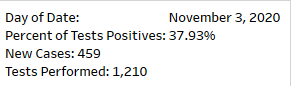 Day of Date: November 3, 2020
Percent of Tests Positives: 37.93%
New Cases: 459
Tests Performed: 1,210